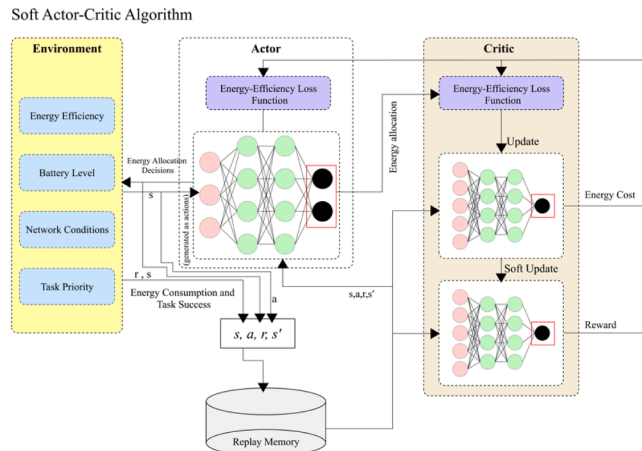 Soft Actor-Critic Algorithm
Environment
Energy Efficiency
Battery Level
Network Conditions
Task Priority
Actor
Energy-Efficiency Loss
Function
Energy Allocation
Decisions
s
(generated as actions)
r , s
Energy Consumption and
Task Success
a
s, a, r, s'
Replay Memory
s,a,r,s'
Energy allocation
Critic
Energy-Efficiency Loss
Function
Update
Energy Cost
Soft Update
Reward